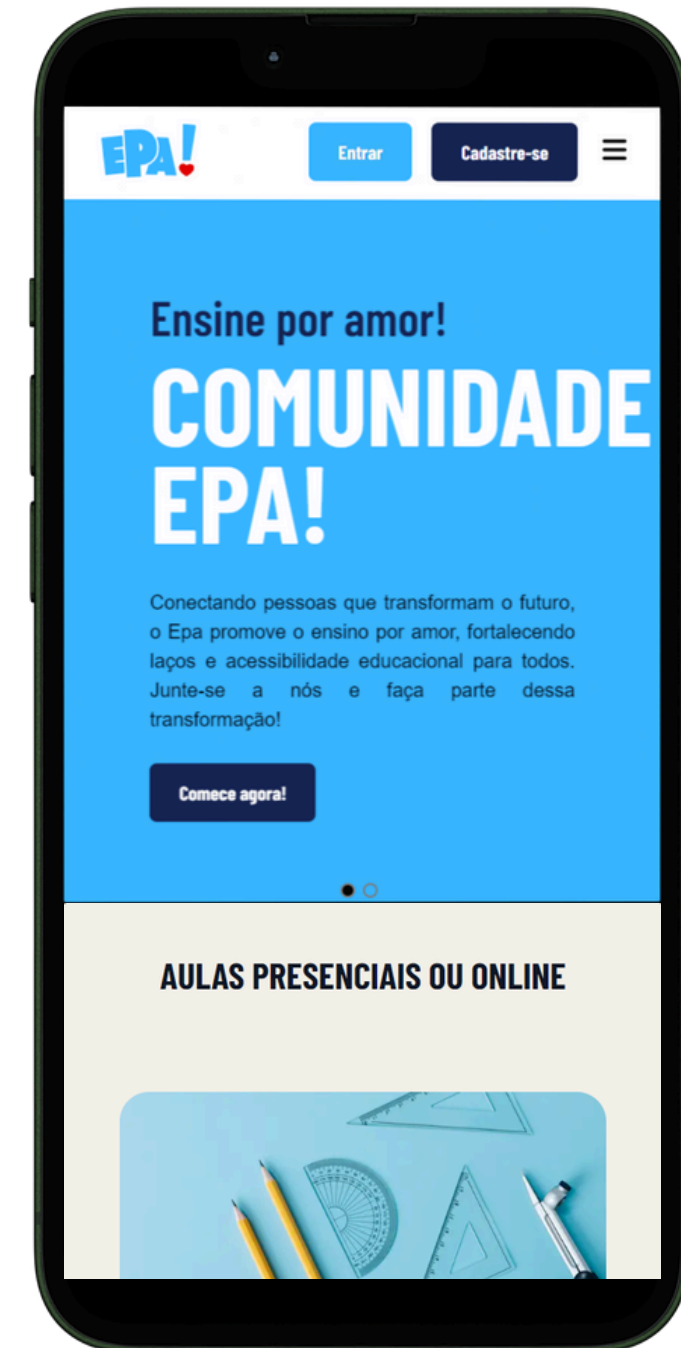 EPA!
Entrar
Cadastre-se
Ensine por amor!
COMUNIDADE
EPA!
Conectando pessoas que transformam o futuro,
o Epa promove o ensino por amor, fortalecendo
laços e acessibilidade educacional para todos.
Junte-se a nós e faça parte dessa
transformação!
Comece agora!
AULAS PRESENCIAIS OU ONLINE